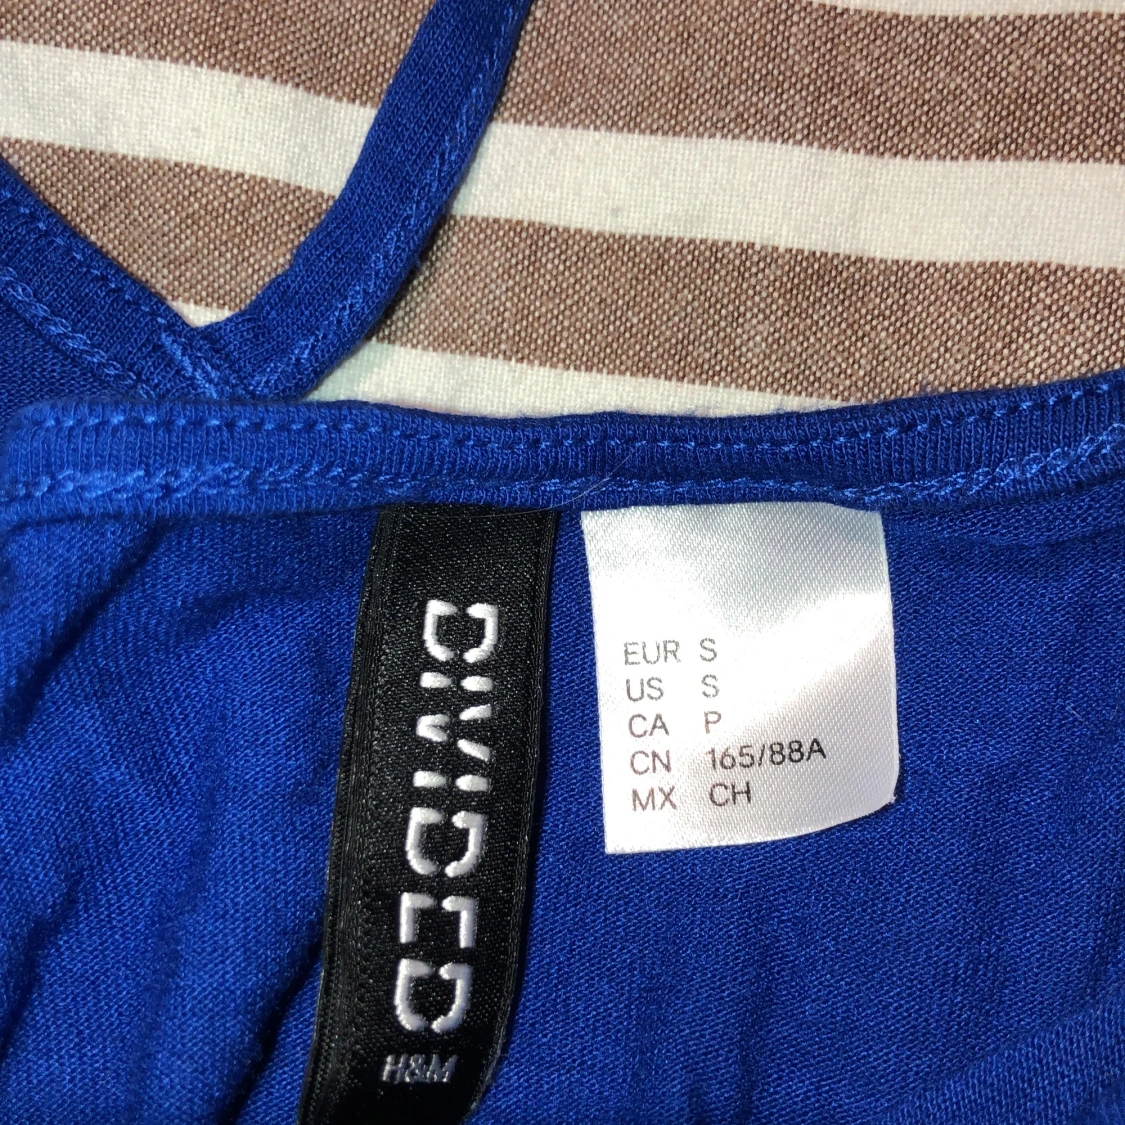 DIVIDED
H&M
EUR S
US S
CA P
CN 165/88A
MX CH